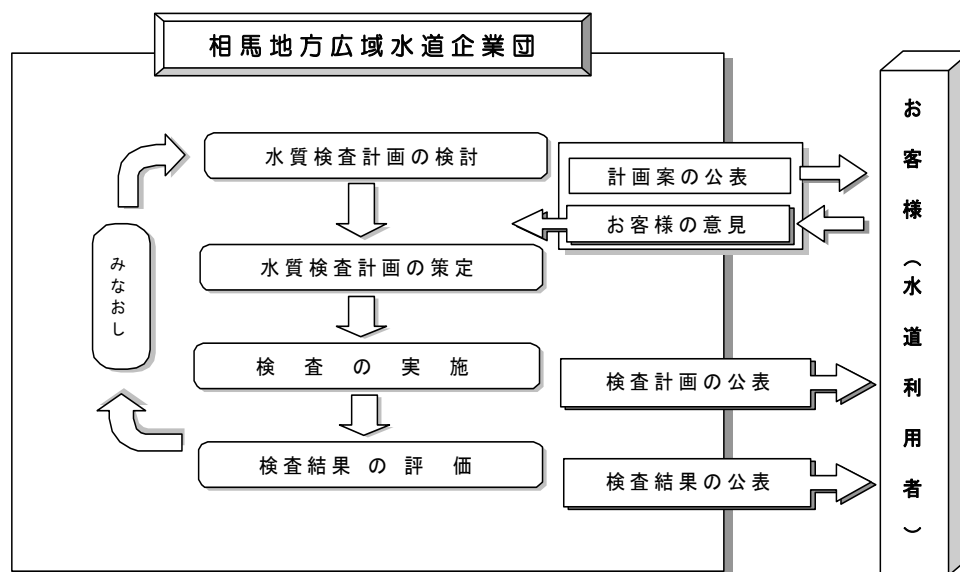 相馬地方広域水道企業団
水質検査計画の検討
計画案の公表
お客様の意見
水質検査計画の策定
みなおし
検査の実施
検査計画の公表
検査結果の評価
検査結果の公表
お客様（水道利用者）